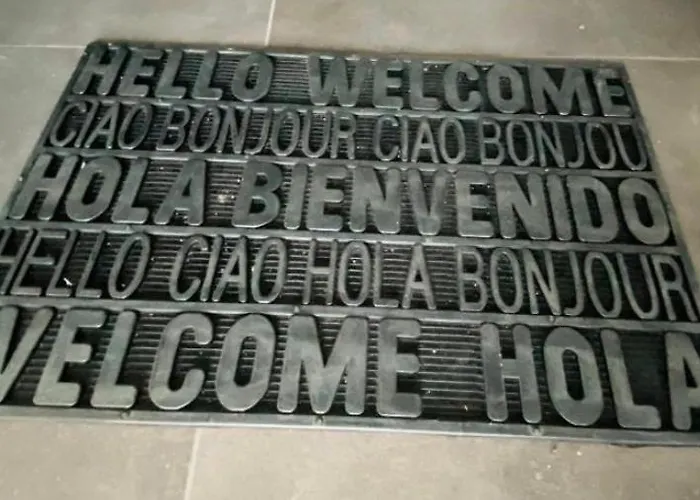 HELLO WELCOME
CIAO BONJOUR CIAO BONJOU
HOLA BIENVENIDO
HELLO CIAO HOLA BONJOUR
WELCOME HOLA